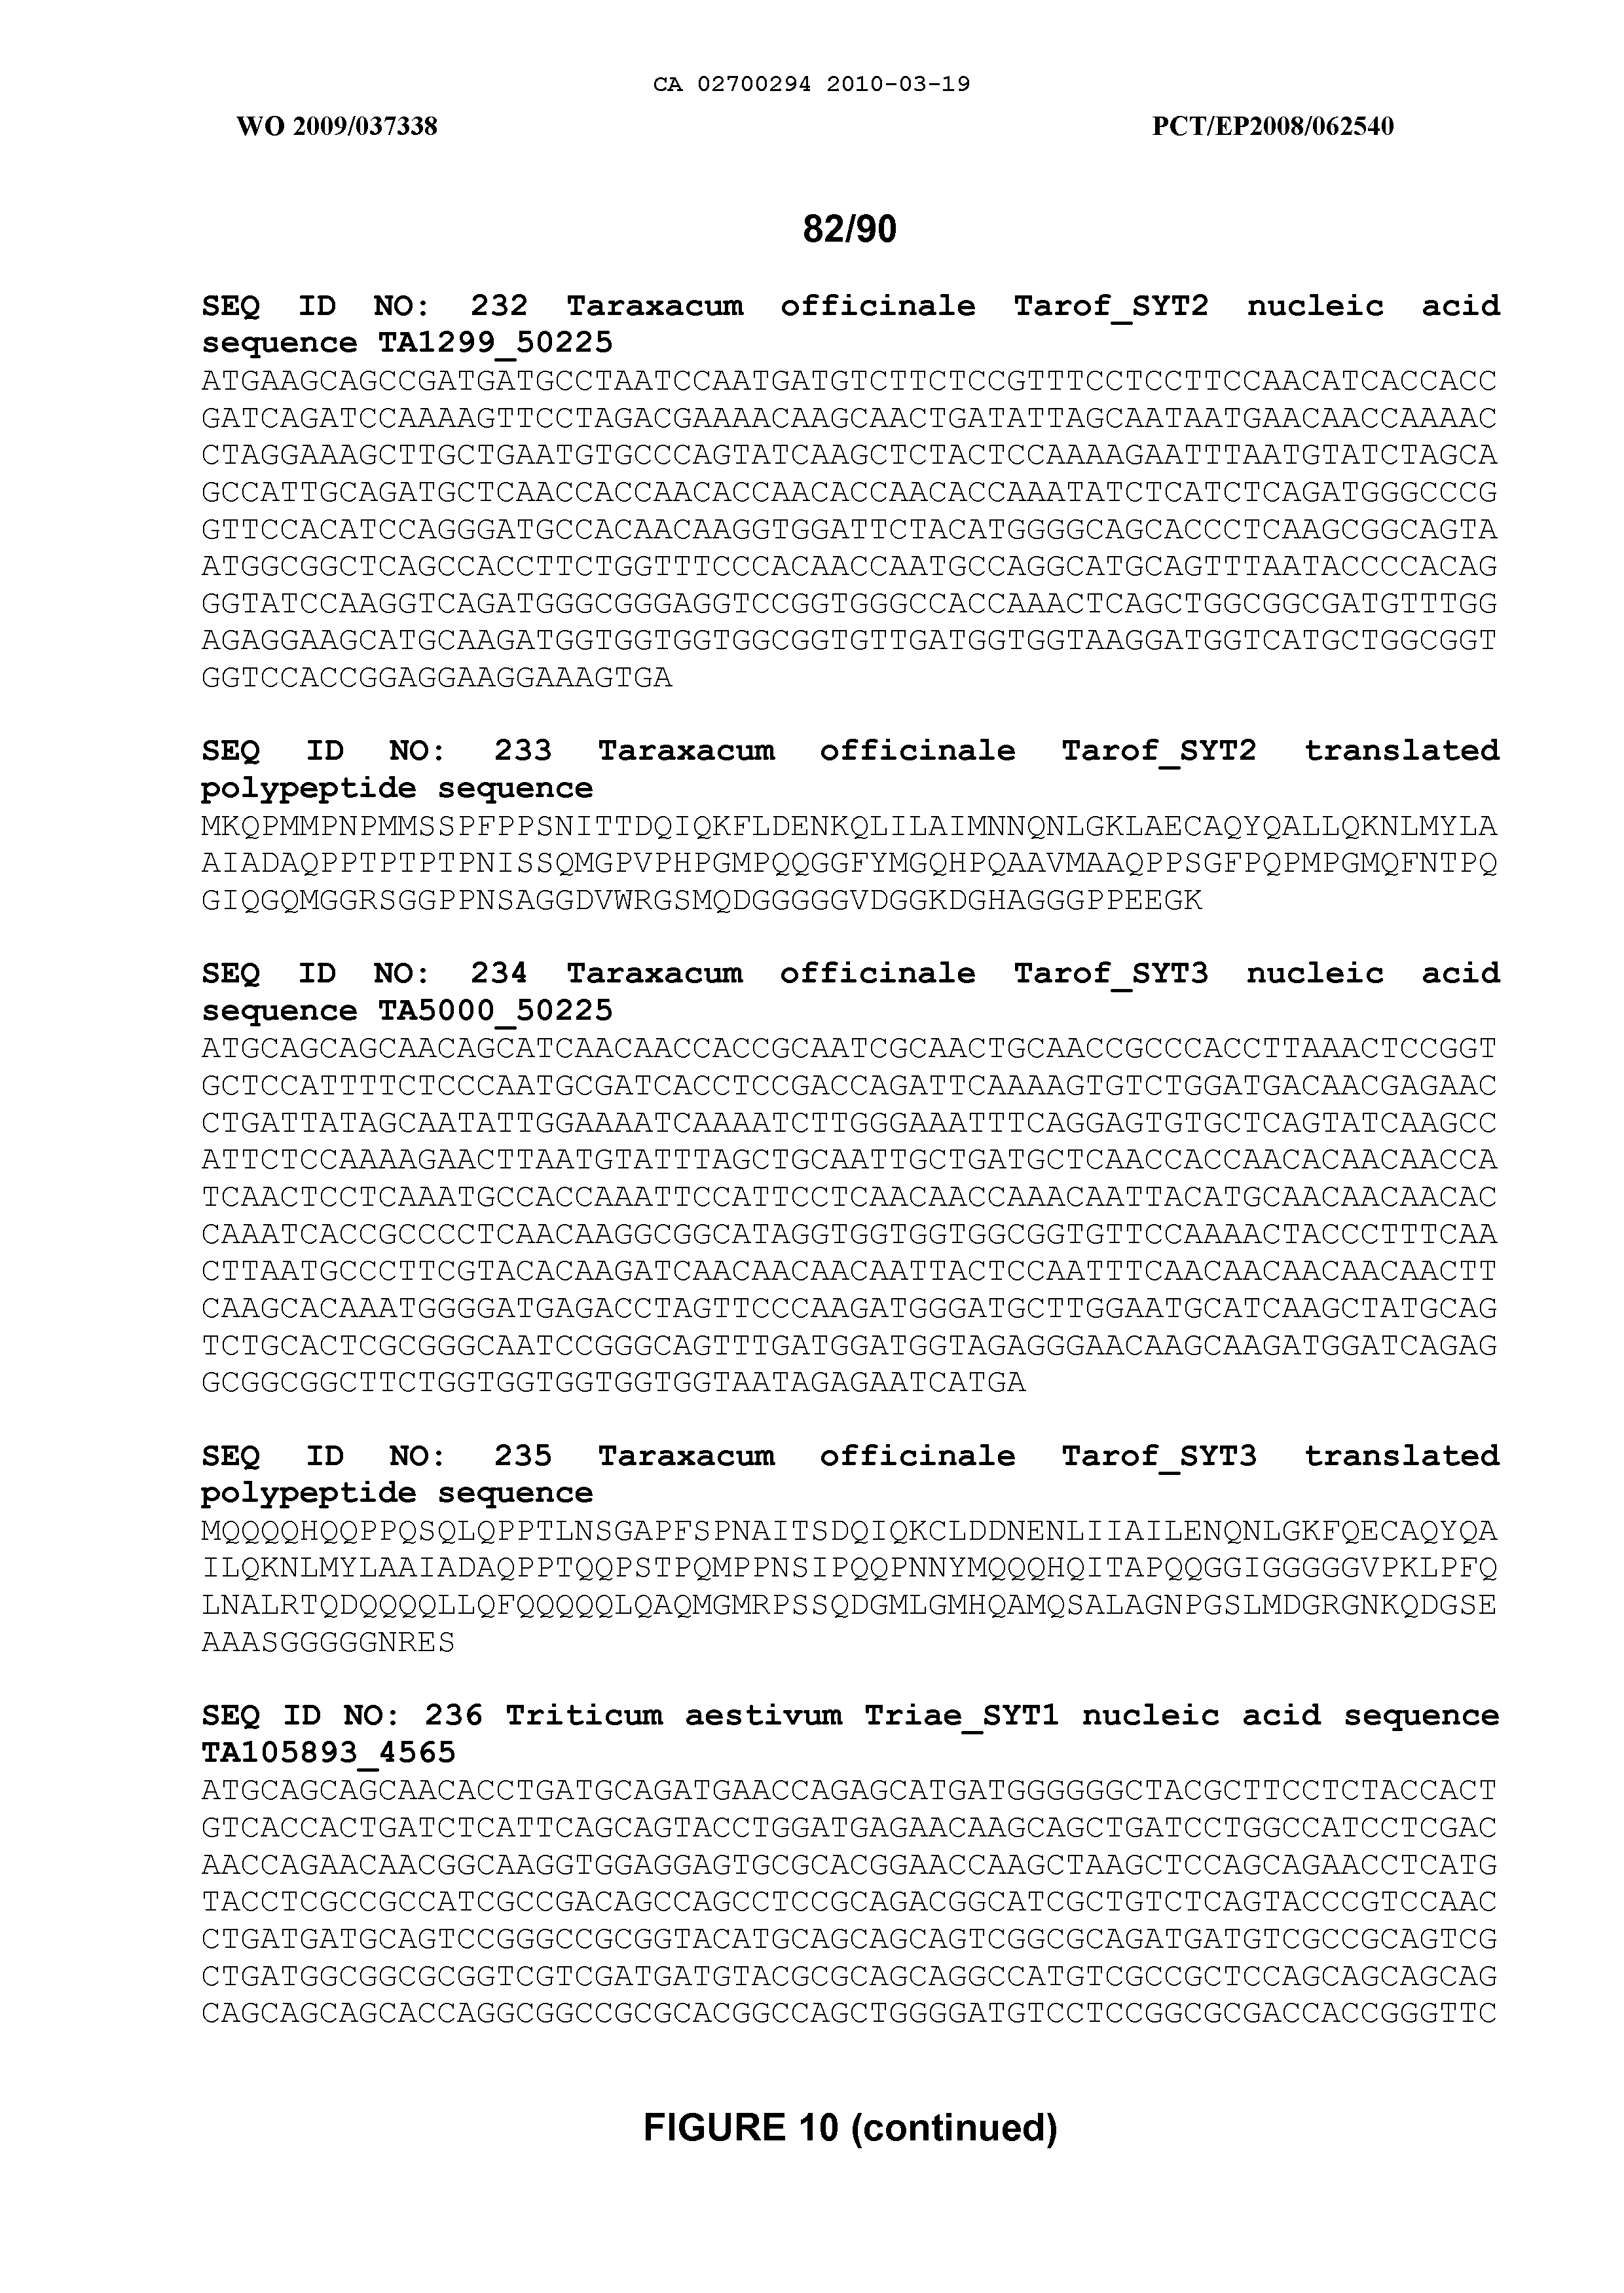 CA 02700294 2010-03-19
WO 2009/037338 PCT/EP2008/062540
82/90
SEQ ID NO: 232 Taraxacum officinale Tarof_SYT2 nucleic acid
sequence TA1299_50225
ATGAAGCAGCCGATGATGCCTAATCCAATGATGTCTTCTCCGTTTCCTCCTTCCAACATCACCACC
GATCAGATCCAAAAGTTCCTAGACGAAAACAAGCAACTGATATTAGCAATAATGAACAACCAAAAC
CTAGGAAAGCTTGCTGAATGTGCCCAGTATCAAGCTCTACTCCAAAAGAATTTAATGTATCTAGCA
GCCATTGCAGATGCTCAACCACCAACACCAACACCAACACCAAATATCTCATCTCAGATGGGCCCG
GTTCCACATCCAGGGATGCCACAACAAGGTGGATTCTACATGGGGCAGCACCCTCAAGCGGCAGTA
ATGGCGGCTCAGCCACCTTCTGGTTTCCCACAACCAATGCCAGGCATGCAGTTTAATACCCCACAG
GGTATCCAAGGTCAGATGGGCGGGAGGTCCGGTGGGCCACCAAACTCAGCTGGCGGCGATGTTTGG
AGAGGAAGCATGCAAGATGGTGGTGGTGGCGGTGTTGATGGTGGTAAGGATGGTCATGCTGGCGGT
GGTCCACCGGAGGAAGGAAAGTGA
SEQ ID NO: 233 Taraxacum officinale Tarof_SYT2 translated
polypeptide sequence
MKQPMMPNPMMSSPFPPSNITTDQIQKFLDENKQLILAIMNNQNLGKLAECAQYQALLQKNLMYLA
AIADAQPPTPTPTPNISSQMGPVPHPGMPQQGGFYMGQHPQAAVMAAQPPSGFPQPMPGMQFNTPQ
GIQGQMGGRSGGPPNSAGGDVWRGSMQDGGGGGVDGGKDGHAGGGPPEEGK
SEQ ID NO: 234 Taraxacum officinale Tarof_SYT3 nucleic acid
sequence TA5000_50225
ATGCAGCAGCAACAGCATCAACAACCACCGCAATCGCAACTGCAACCGCCCACCTTAAACTCCGGT
GCTCCATTTTCTCCCAATGCGATCACCTCCGACCAGATTCAAAAGTGTCTGGATGACAACGAGAAC
CTGATTATAGCAATATTGGAAAATCAAAATCTTGGGAAATTTCAGGAGTGTGCTCAGTATCAAGCC
ATTCTCCAAAAGAACTTAATGTATTTAGCTGCAATTGCTGATGCTCAACCACCAACACAACAACCA
TCAACTCCTCAAATGCCACCAAATTCCATTCCTCAACAACCAAACAATTACATGCAACAACAACAC
CAAATCACCGCCCCTCAACAAGGCGGCATAGGTGGTGGTGGCGGTGTTCCAAAACTACCCTTTCAA
CTTAATGCCCTTCGTACACAAGATCAACAACAACAATTACTCCAATTTCAACAACAACAACAACTT
CAAGCACAAATGGGGATGAGACCTAGTTCCCAAGATGGGATGCTTGGAATGCATCAAGCTATGCAG
TCTGCACTCGCGGGCAATCCGGGCAGTTTGATGGATGGTAGAGGGAACAAGCAAGATGGATCAGAG
GCGGCGGCTTCTGGTGGTGGTGGTGGTAATAGAGAATCATGA
SEQ ID NO: 235 Taraxacum officinale Tarof_SYT3 translated
polypeptide sequence
MQQQQHQQPPQSQLQPPTLNSGAPFSPNAITSDQIQKCLDDNENLIIAILENQNLGKFQECAQYQA
ILQKNLMYLAAIADAQPPTQQPSTPQMPPNSIPQQPNNYMQQQHQITAPQQGGIGGGGGVPKLPFQ
LNALRTQDQQQQLLQFQQQQQLQAQMGMRPSSQDGMLGMHQAMQSALAGNPGSLMDGRGNKQDGSE
AAASGGGGGNRES
SEQ ID NO: 236 Triticum aestivum Triae_SYT1 nucleic acid sequence
TA105893_4565
ATGCAGCAGCAACACCTGATGCAGATGAACCAGAGCATGATGGGGGGCTACGCTTCCTCTACCACT
GTCACCACTGATCTCATTCAGCAGTACCTGGATGAGAACAAGCAGCTGATCCTGGCCATCCTCGAC
AACCAGAACAACGGCAAGGTGGAGGAGTGCGCACGGAACCAAGCTAAGCTCCAGCAGAACCTCATG
TACCTCGCCGCCATCGCCGACAGCCAGCCTCCGCAGACGGCATCGCTGTCTCAGTACCCGTCCAAC
CTGATGATGCAGTCCGGGCCGCGGTACATGCAGCAGCAGTCGGCGCAGATGATGTCGCCGCAGTCG
CTGATGGCGGCGCGGTCGTCGATGATGTACGCGCAGCAGGCCATGTCGCCGCTCCAGCAGCAGCAG
CAGCAGCAGCACCAGGCGGCCGCGCACGGCCAGCTGGGGATGTCCTCCGGCGCGACCACCGGGTTC
FIGURE 10 (continued)